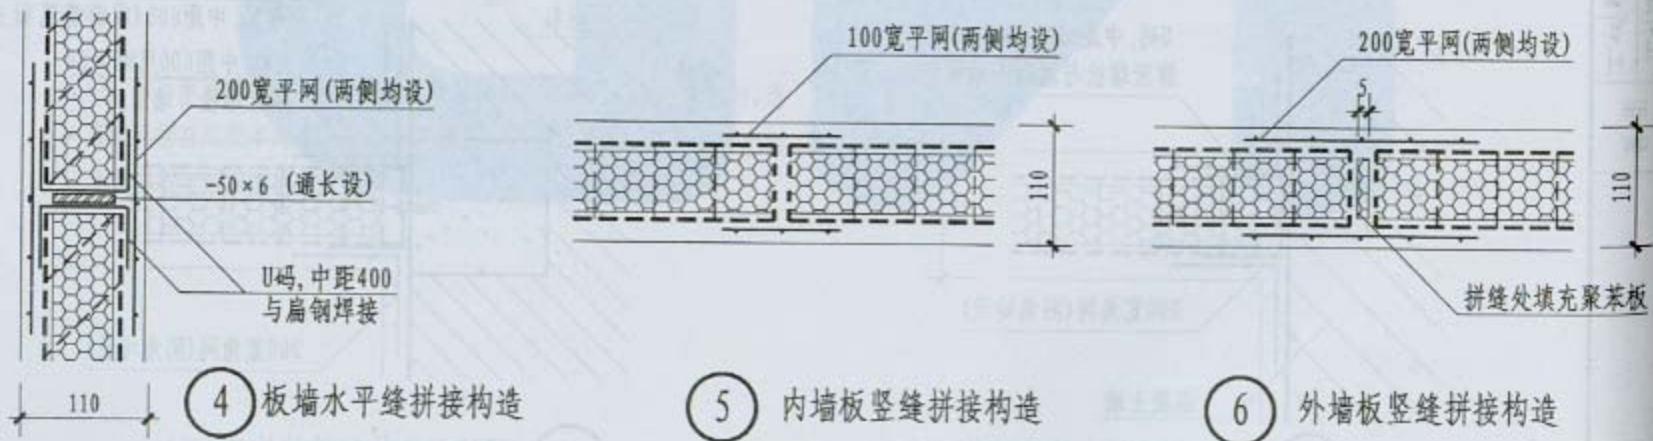 200宽平网(两侧均设)
-50×6 (通长设)
U码,中距400
与扁钢焊接
110
4 板墙水平缝拼接构造
100宽平网(两侧均设)
110
5 内墙板竖缝拼接构造
200宽平网(两侧均设)
5
110
拼缝处填充聚苯板
6 外墙板竖缝拼接构造